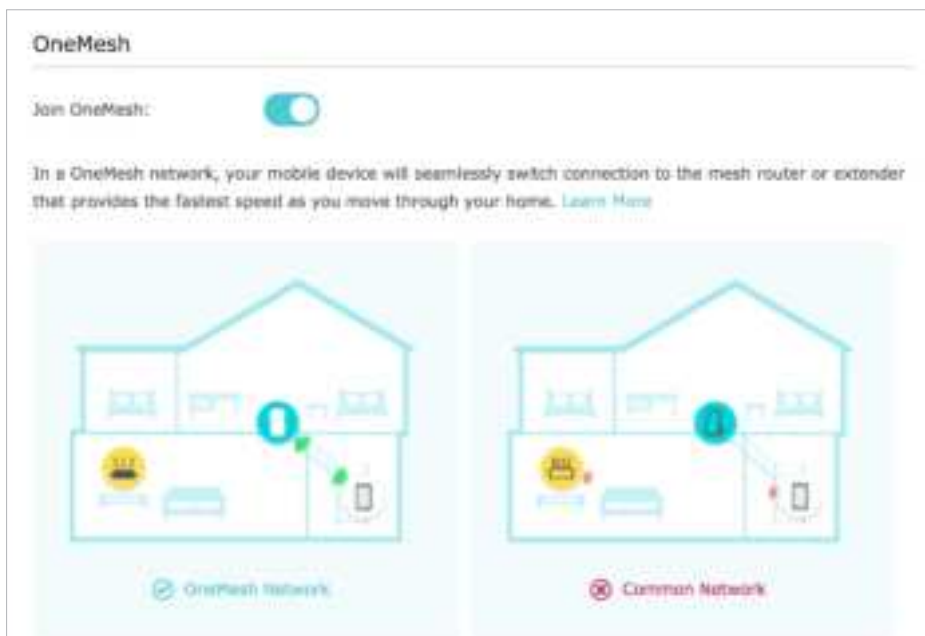 OneMesh
Join OneMesh:
In a OneMesh network, your mobile device will seamlessly switch connection to the mesh router or extender
that provides the fastest speed as you move through your home. Learn More
OneMesh Network
Common Network